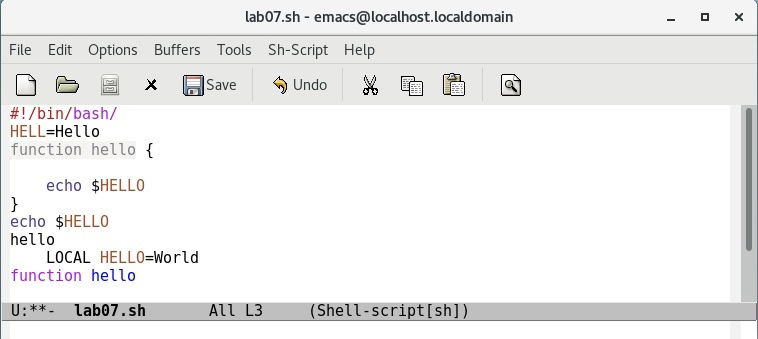 lab07.sh - emacs@localhost.localdomain
File Edit Options Buffers Tools Sh-Script Help
Save Undo
#!/bin/bash/
HELL=Hello
function hello {
    echo $HELLO
}
echo $HELLO
hello
    LOCAL HELLO=World
function hello
U:**-  lab07.sh       All L3     (Shell-script[sh])